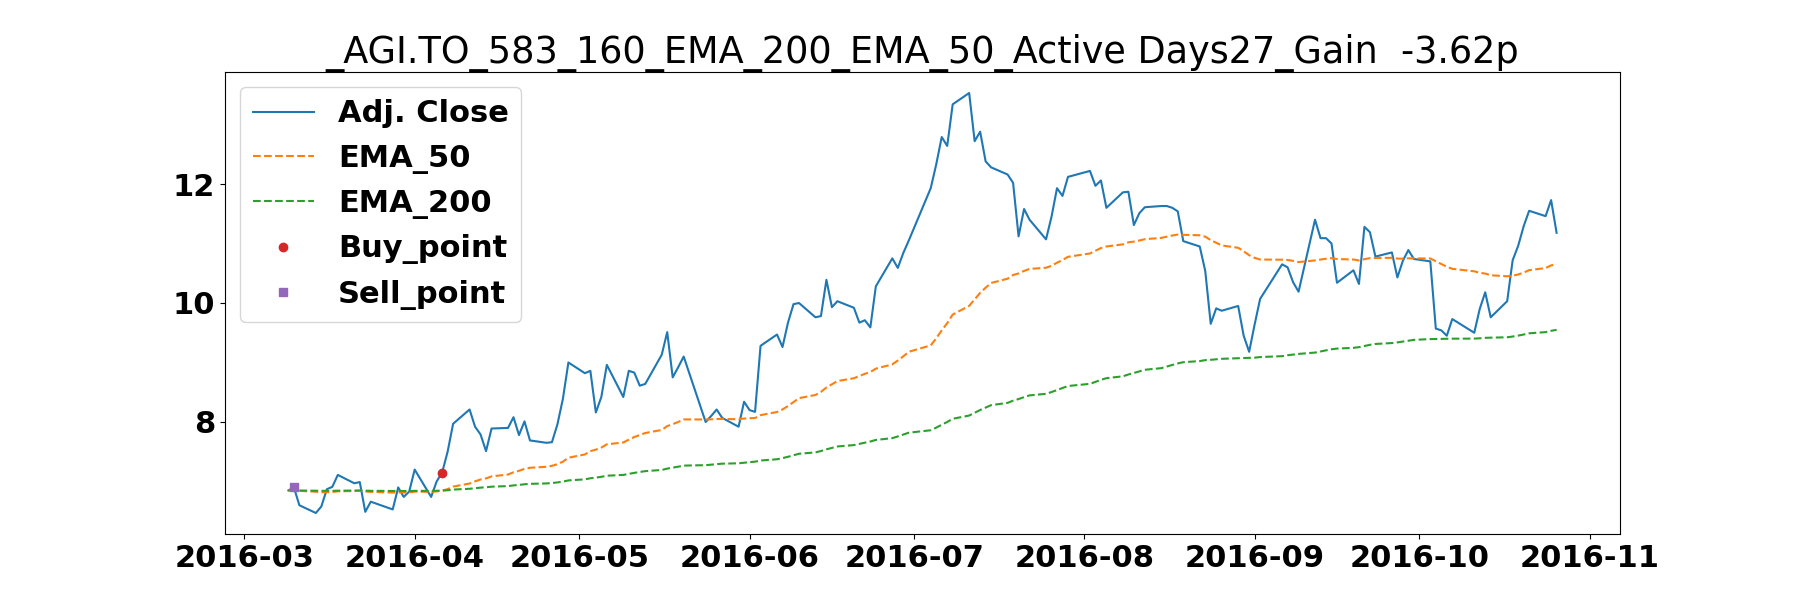 _AGI.TO_583_160_EMA_200_EMA_50_Active Days27_Gain  -3.62p
Adj. Close
EMA_50
EMA_200
Buy_point
Sell_point
12
10
8
2016-03 2016-04 2016-05 2016-06 2016-07 2016-08 2016-09 2016-10 2016-11